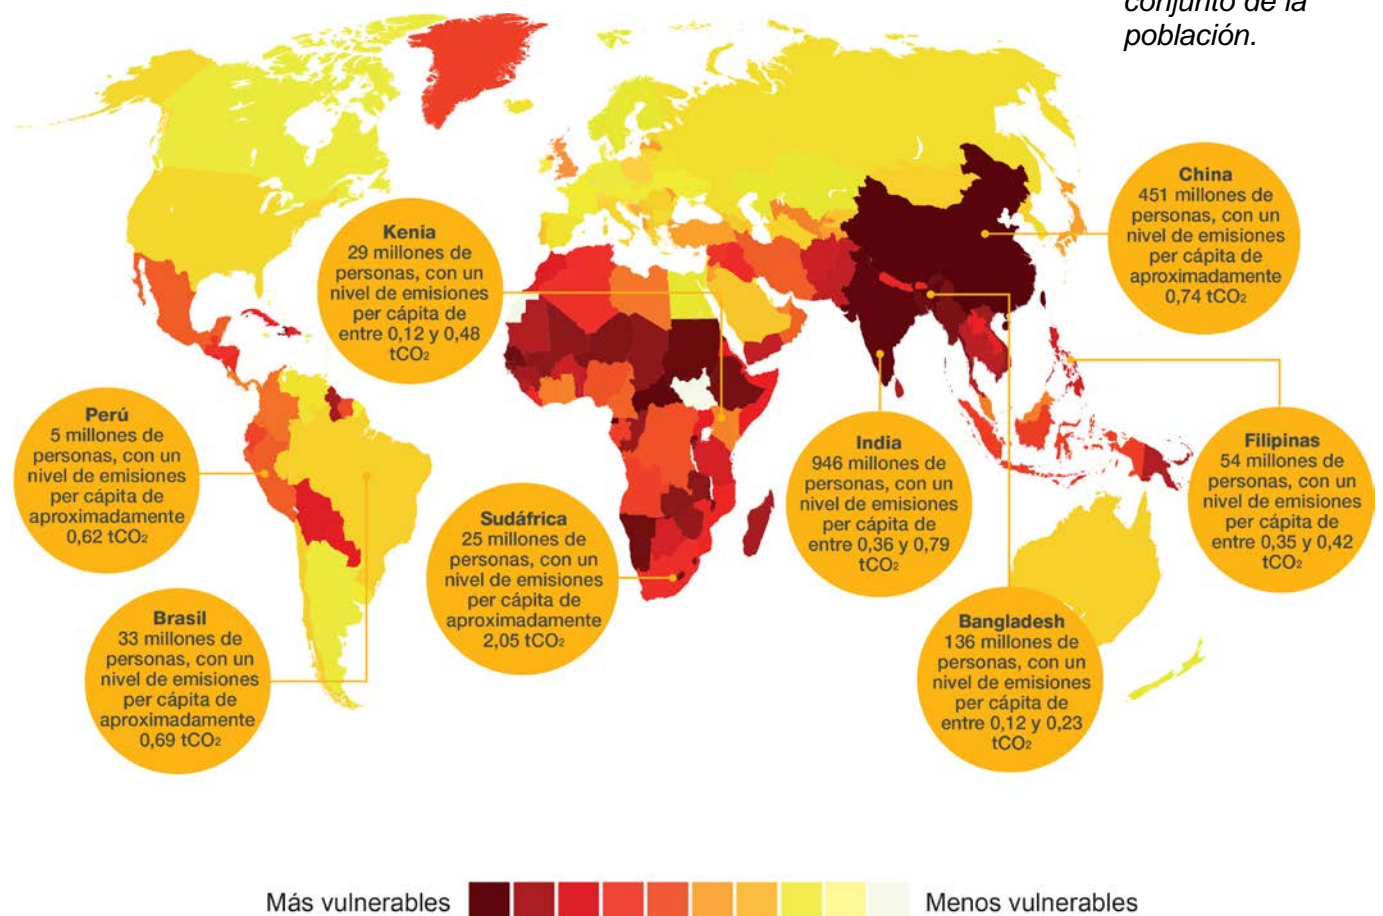 conjunto de la
población.
China
451 millones de
personas, con un
nivel de emisiones
per cápita de
aproximadamente
0,74 tCO₂
Kenia
29 millones de
personas, con un
nivel de emisiones
per cápita de
entre 0,12 y 0,48
tCO₂
Perú
5 millones de
personas, con un
nivel de emisiones
per cápita de
aproximadamente
0,62 tCO₂
India
946 millones de
personas, con un
nivel de emisiones
per cápita de
entre 0,36 y 0,79
tCO₂
Filipinas
54 millones de
personas, con un
nivel de emisiones
per cápita de
entre 0,35 y 0,42
tCO₂
Sudáfrica
25 millones de
personas, con un
nivel de emisiones
per cápita de
aproximadamente
2,05 tCO₂
Brasil
33 millones de
personas, con un
nivel de emisiones
per cápita de
aproximadamente
0,69 tCO₂
Bangladesh
136 millones de
personas, con un
nivel de emisiones
per cápita de
entre 0,12 y 0,23
tCO₂
Más vulnerables Menos vulnerables